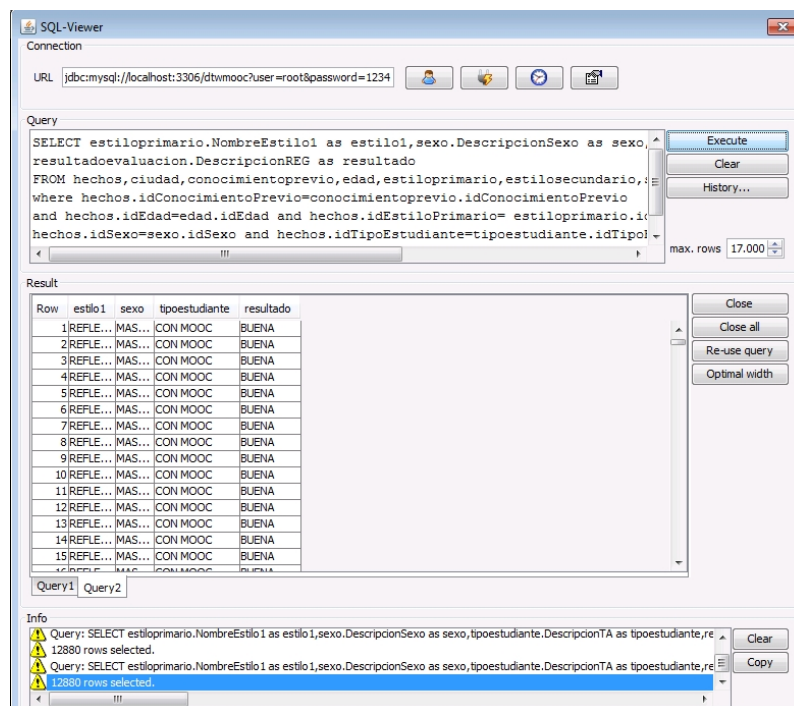 SQL-Viewer
Connection
URL jdbc:mysql://localhost:3306/dtwmooc?user=root&password=1234
Query
SELECT estiloprimario.NombreEstilo1 as estilo1,sexo.DescripcionSexo as sexo,
resultadoevaluacion.DescripcionREG as resultado
FROM hechos,ciudad,conocimientoprevio,edad,estiloprimario,estilosecundario,
where hechos.idConocimientoPrevio=conocimientoprevio.idConocimientoPrevio
and hechos.idEdad=edad.idEdad and hechos.idEstiloPrimario= estiloprimario.id
hechos.idSexo=sexo.idSexo and hechos.idTipoEstudiante=tipoestudiante.idTipo
Execute
Clear
History...
max. rows 17.000
Result
Row estilo1 sexo tipoestudiante resultado
1 REFLE... MAS... CON MOOC BUENA
2 REFLE... MAS... CON MOOC BUENA
3 REFLE... MAS... CON MOOC BUENA
4 REFLE... MAS... CON MOOC BUENA
5 REFLE... MAS... CON MOOC BUENA
6 REFLE... MAS... CON MOOC BUENA
7 REFLE... MAS... CON MOOC BUENA
8 REFLE... MAS... CON MOOC BUENA
9 REFLE... MAS... CON MOOC BUENA
10 REFLE... MAS... CON MOOC BUENA
11 REFLE... MAS... CON MOOC BUENA
12 REFLE... MAS... CON MOOC BUENA
13 REFLE... MAS... CON MOOC BUENA
14 REFLE... MAS... CON MOOC BUENA
15 REFLE... MAS... CON MOOC BUENA
16 REFLE... MAS... CON MOOC BUENA
Close
Close all
Re-use query
Optimal width
Query1 Query2
Info
Query: SELECT estiloprimario.NombreEstilo1 as estilo1,sexo.DescripcionSexo as sexo,tipoestudiante.DescripcionTA as tipoestudiante,re
12880 rows selected.
Query: SELECT estiloprimario.NombreEstilo1 as estilo1,sexo.DescripcionSexo as sexo,tipoestudiante.DescripcionTA as tipoestudiante,re
12880 rows selected.
Clear
Copy